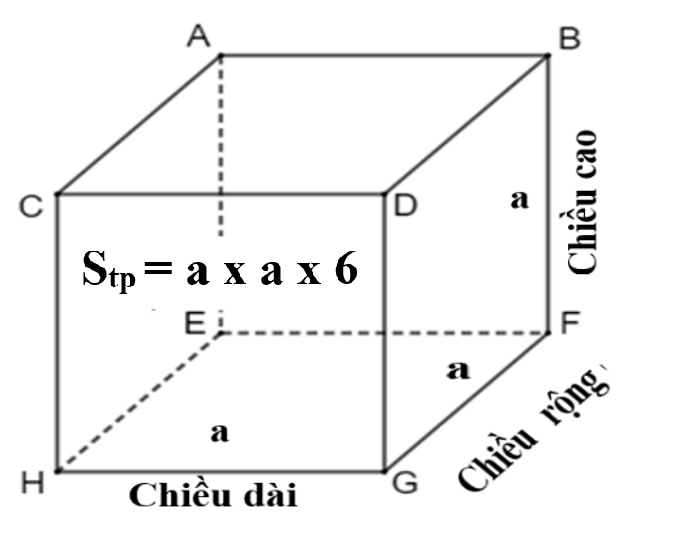 A
B
C
D
a
Chiều cao
Stp = a x a x 6
E
F
a
a
Chiều rộng
H
G
Chiều dài